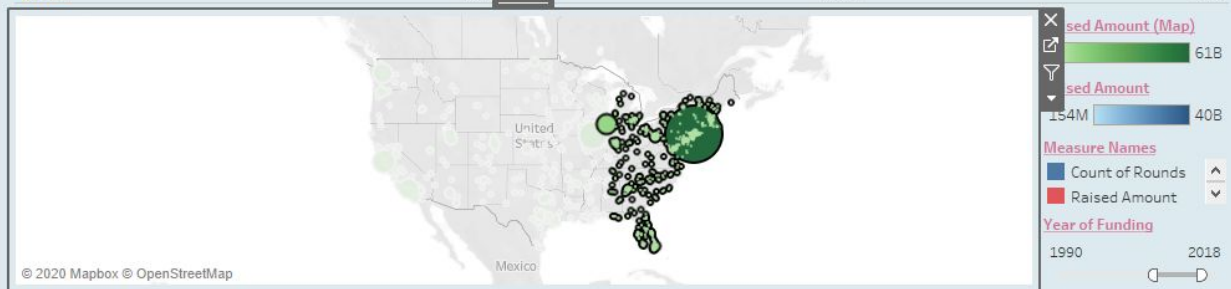 sed Amount (Map)
61B
sed Amount
154M
40B
Measure Names
Count of Rounds
Raised Amount
Year of Funding
1990
2018
United
States
Mexico
© 2020 Mapbox © OpenStreetMap